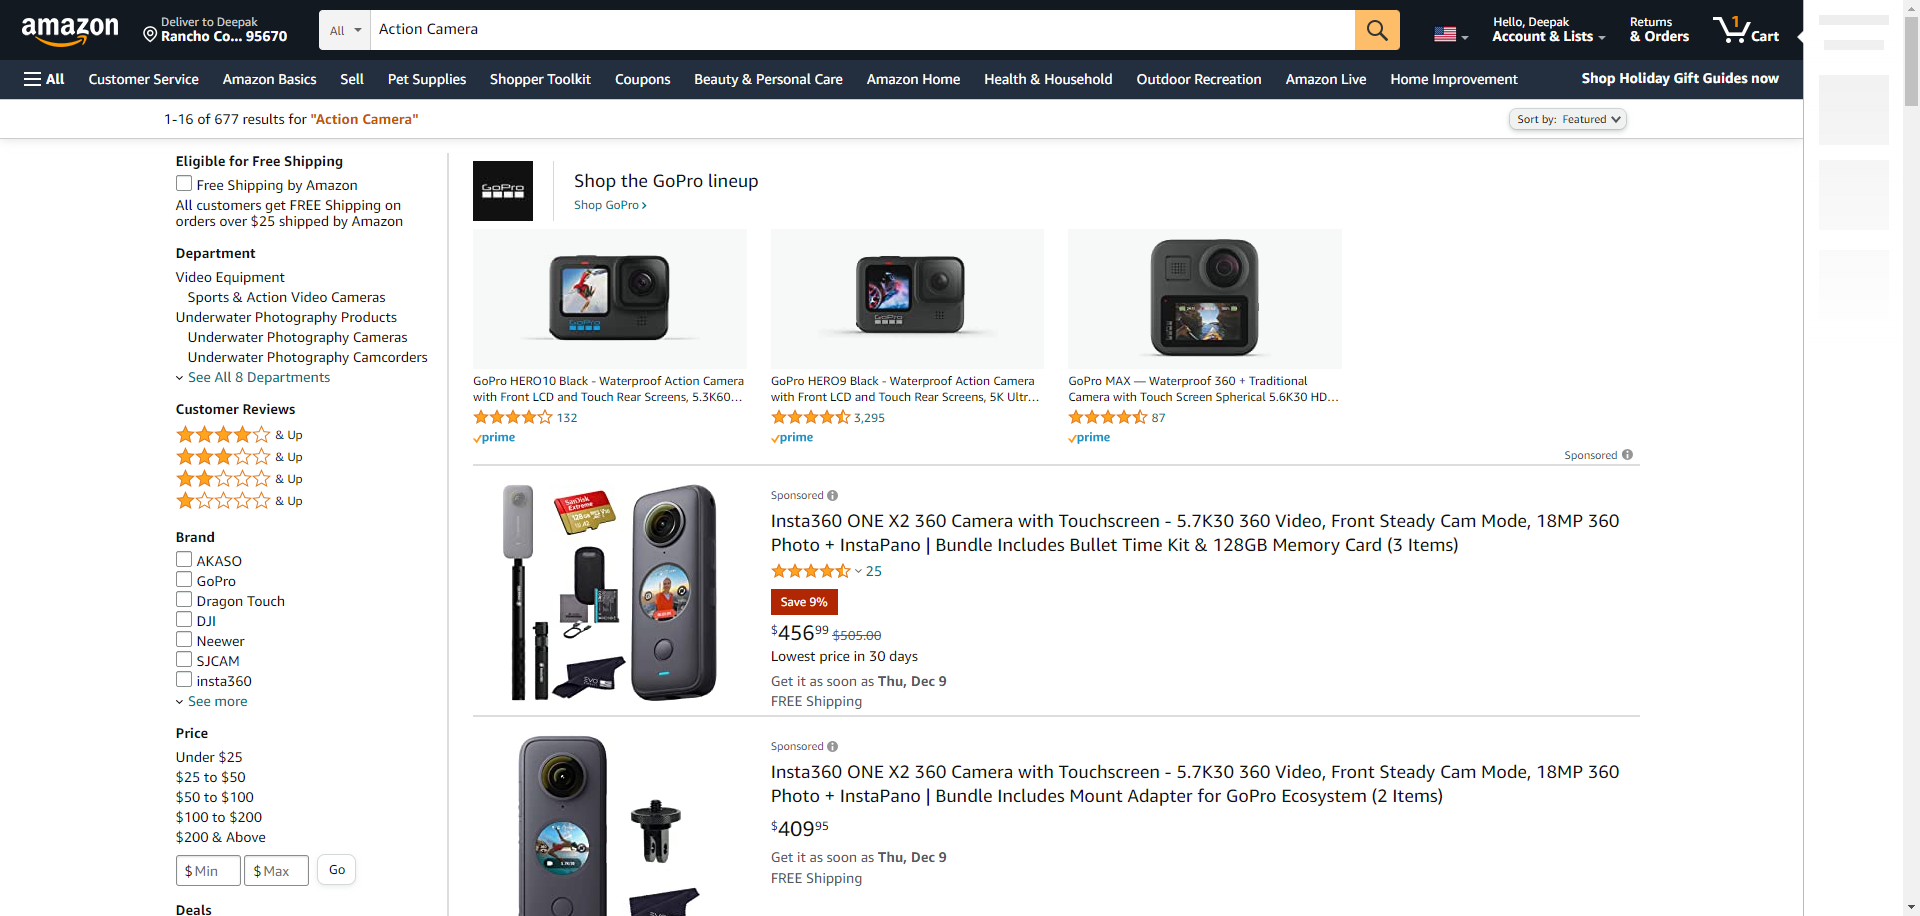 amazon
Deliver to Deepak
Rancho Co... 95670
All
Action Camera
Hello, Deepak
Account & Lists
Returns
& Orders
1
Cart
All
Customer Service
Amazon Basics
Sell
Pet Supplies
Shopper Toolkit
Coupons
Beauty & Personal Care
Amazon Home
Health & Household
Outdoor Recreation
Amazon Live
Home Improvement
Shop Holiday Gift Guides now
1-16 of 677 results for "Action Camera"
Sort by: Featured
Eligible for Free Shipping
Free Shipping by Amazon
All customers get FREE Shipping on
orders over $25 shipped by Amazon
Department
Video Equipment
Sports & Action Video Cameras
Underwater Photography Products
Underwater Photography Cameras
Underwater Photography Camcorders
See All 8 Departments
Customer Reviews
& Up
& Up
& Up
& Up
Brand
AKASO
GoPro
Dragon Touch
DJI
Neewer
SJCAM
insta360
See more
Price
Under $25
$25 to $50
$50 to $100
$100 to $200
$200 & Above
$ Min
$ Max
Go
Deals
GoPro
Shop the GoPro lineup
Shop GoPro ›
GoPro
GoPro
GoPro HERO10 Black - Waterproof Action Camera
with Front LCD and Touch Rear Screens, 5.3K60...
132
prime
GoPro HERO9 Black - Waterproof Action Camera
with Front LCD and Touch Rear Screens, 5K Ultr...
3,295
prime
GoPro MAX — Waterproof 360 + Traditional
Camera with Touch Screen Spherical 5.6K30 HD...
87
prime
Sponsored
SanDisk
Extreme
128GB
Sponsored
Insta360 ONE X2 360 Camera with Touchscreen - 5.7K30 360 Video, Front Steady Cam Mode, 18MP 360
Photo + InstaPano | Bundle Includes Bullet Time Kit & 128GB Memory Card (3 Items)
25
Save 9%
$45699 $505.00
Lowest price in 30 days
Get it as soon as Thu, Dec 9
FREE Shipping
Sponsored
Insta360 ONE X2 360 Camera with Touchscreen - 5.7K30 360 Video, Front Steady Cam Mode, 18MP 360
Photo + InstaPano | Bundle Includes Mount Adapter for GoPro Ecosystem (2 Items)
$40995
Get it as soon as Thu, Dec 9
FREE Shipping